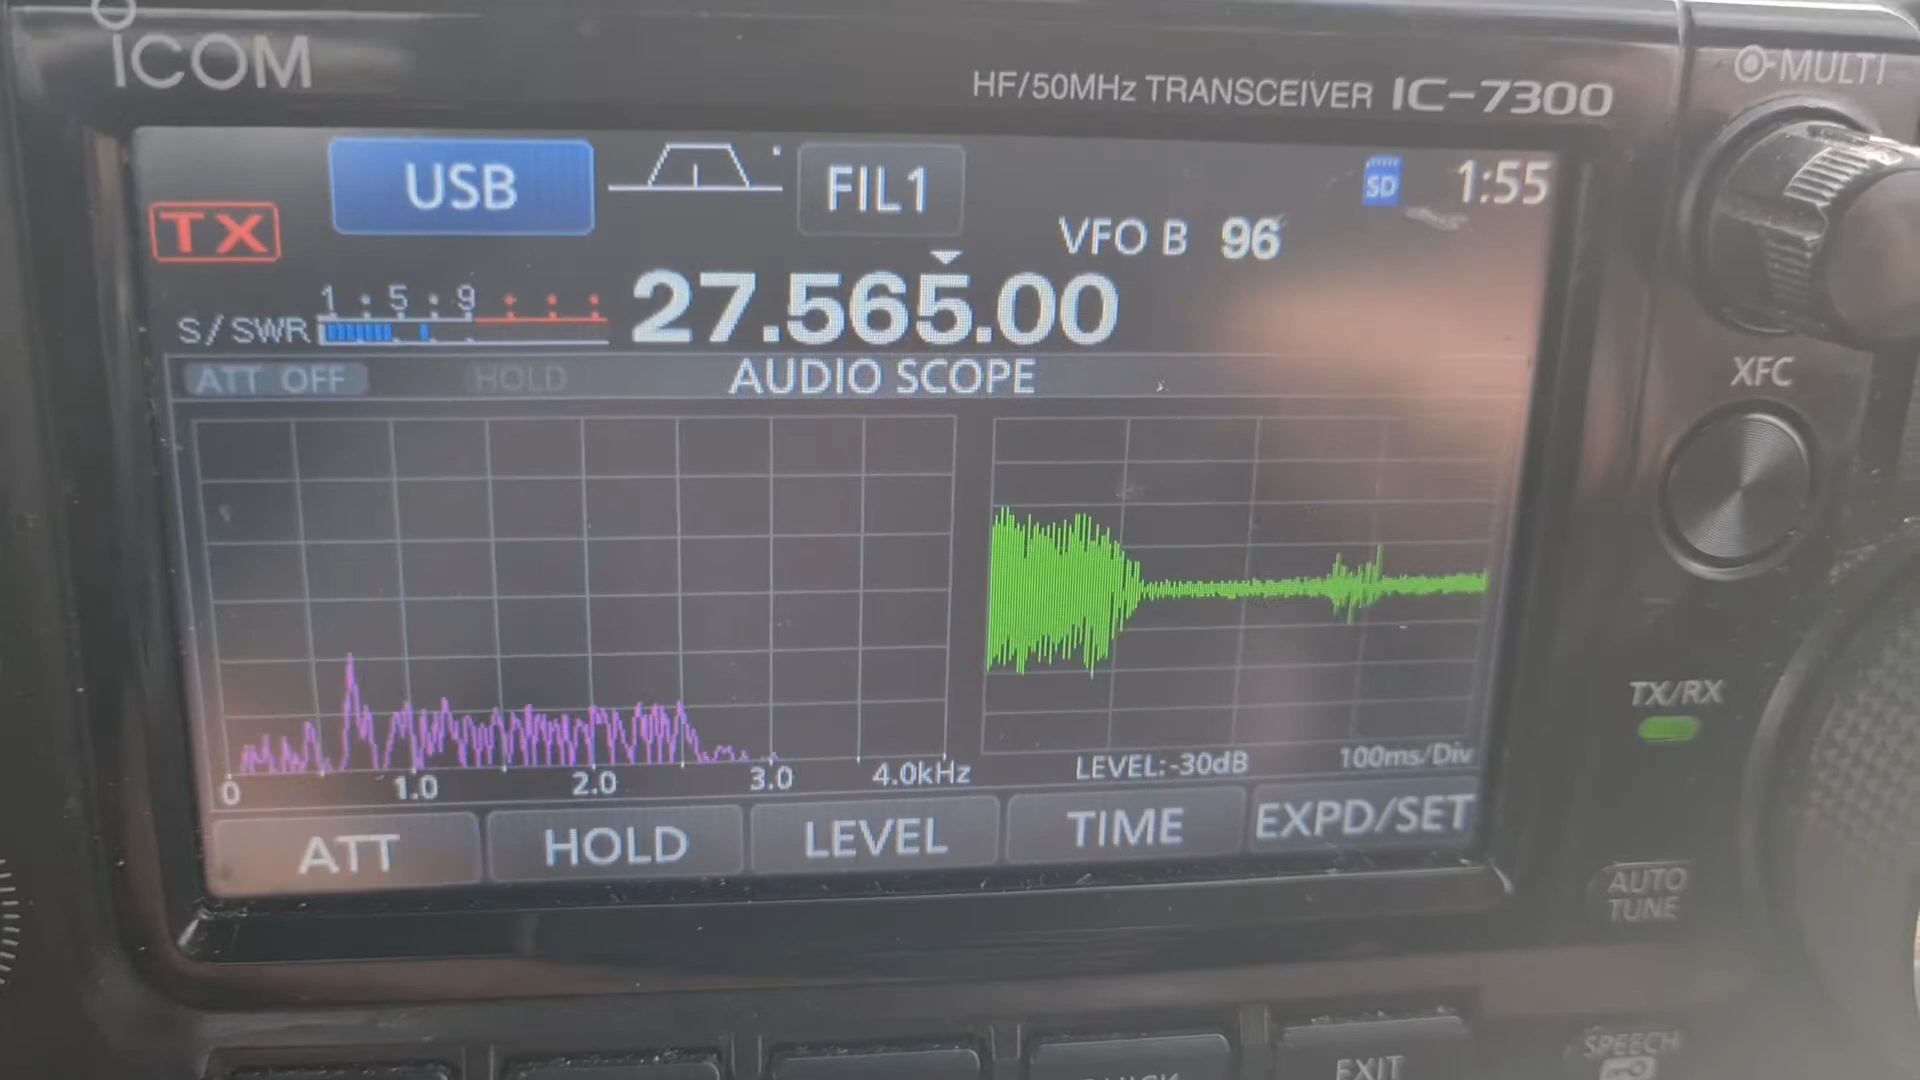 ICOM
HF/50MHz TRANSCEIVER IC-7300
MULTI
USB
FIL1
SD
1:55
TX
VFO B 96
1 5 9
S/SWR
27.565.00
ATT OFF
HOLD
AUDIO SCOPE
XFC
TX/RX
0 1.0 2.0 3.0 4.0kHz
LEVEL:-30dB
100ms/Div
ATT
HOLD
LEVEL
TIME
EXPD/SET
AUTO
TUNE
SPEECH
EXIT